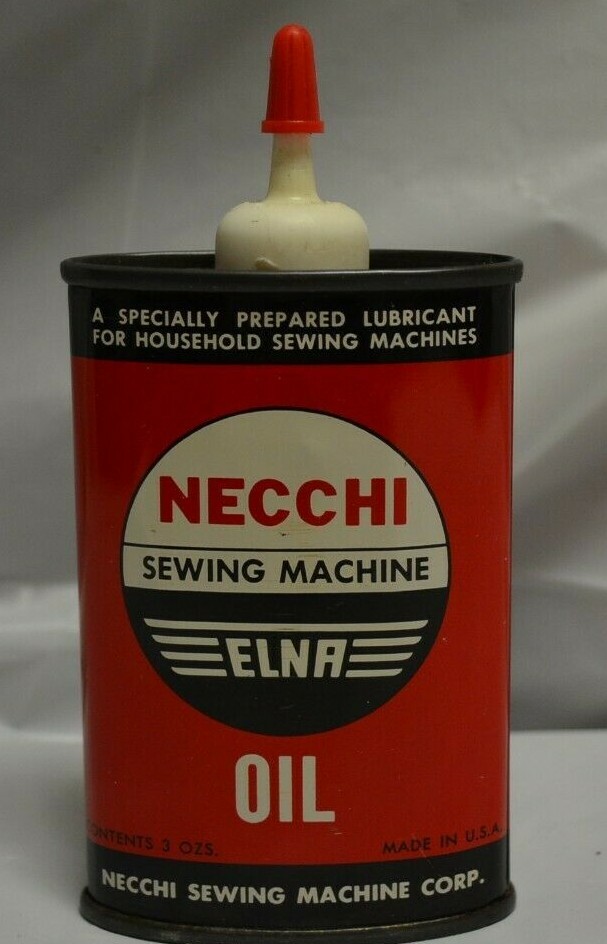 A SPECIALLY PREPARED LUBRICANT
FOR HOUSEHOLD SEWING MACHINES
NECCHI
SEWING MACHINE
ELNA
OIL
CONTENTS 3 OZS.
MADE IN U.S.A.
NECCHI SEWING MACHINE CORP.